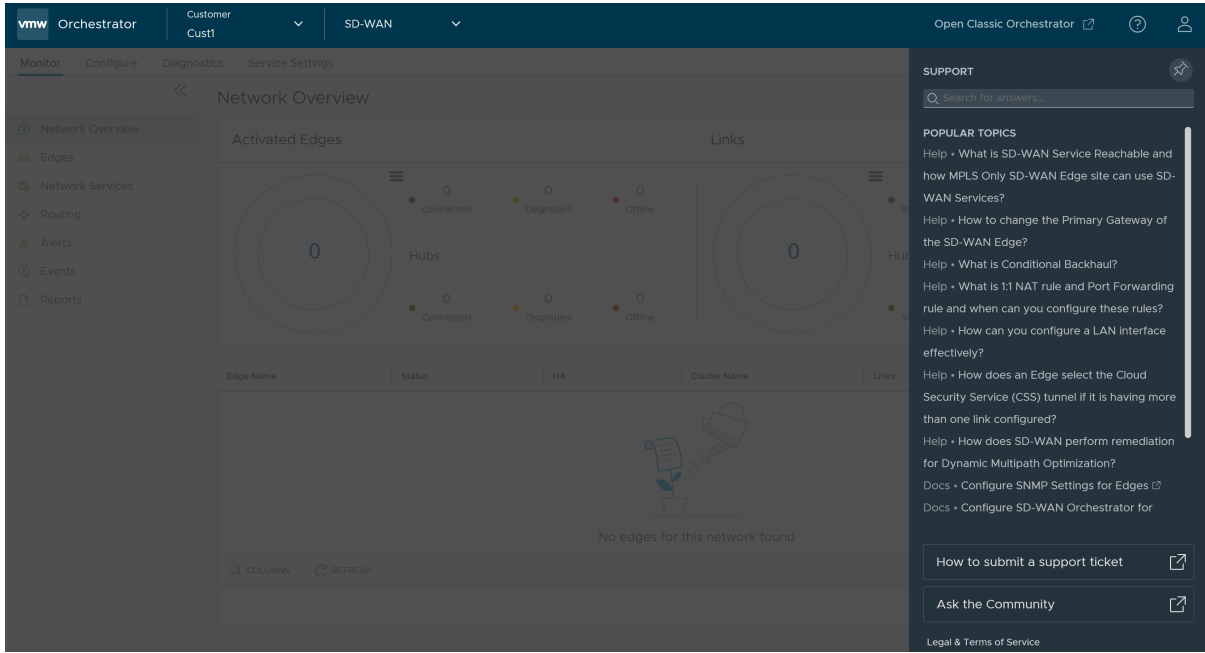 vmw Orchestrator
Customer
Cust1
SD-WAN
Open Classic Orchestrator
Monitor Configure Diagnostics Service Settings
Network Overview
Edges
Network Services
Routing
Alerts
Events
Reports
Network Overview
Activated Edges
0
0 0 0
Connected Degraded Offline
Hubs
0 0 0
Connected Degraded Offline
Links
0
Edge Name Status HA Cluster Name Links
No edges for this network found
COLUMNS REFRESH
SUPPORT
Search for answers...
POPULAR TOPICS
Help • What is SD-WAN Service Reachable and
how MPLS Only SD-WAN Edge site can use SD-
WAN Services?
Help • How to change the Primary Gateway of
the SD-WAN Edge?
Help • What is Conditional Backhaul?
Help • What is 1:1 NAT rule and Port Forwarding
rule and when can you configure these rules?
Help • How can you configure a LAN interface
effectively?
Help • How does an Edge select the Cloud
Security Service (CSS) tunnel if it is having more
than one link configured?
Help • How does SD-WAN perform remediation
for Dynamic Multipath Optimization?
Docs • Configure SNMP Settings for Edges
Docs • Configure SD-WAN Orchestrator for
How to submit a support ticket
Ask the Community
Legal & Terms of Service